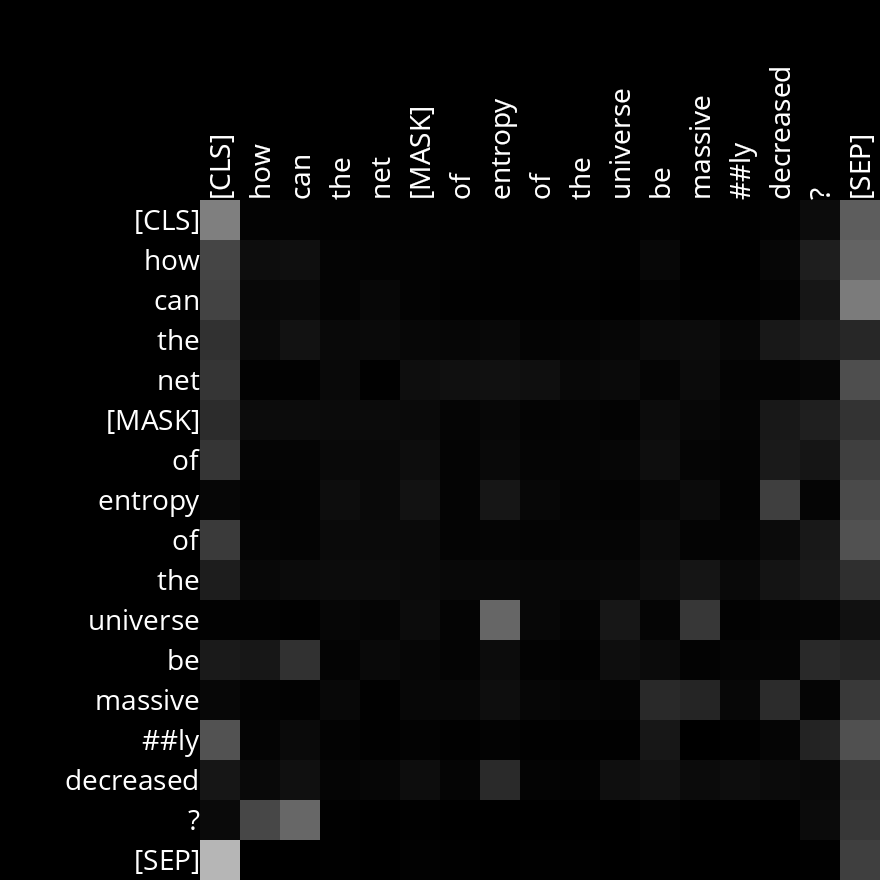 [CLS] how can the net [MASK] of entropy of the universe be massive ##ly decreased ? [SEP]
[CLS]
how
can
the
net
[MASK]
of
entropy
of
the
universe
be
massive
##ly
decreased
?
[SEP]